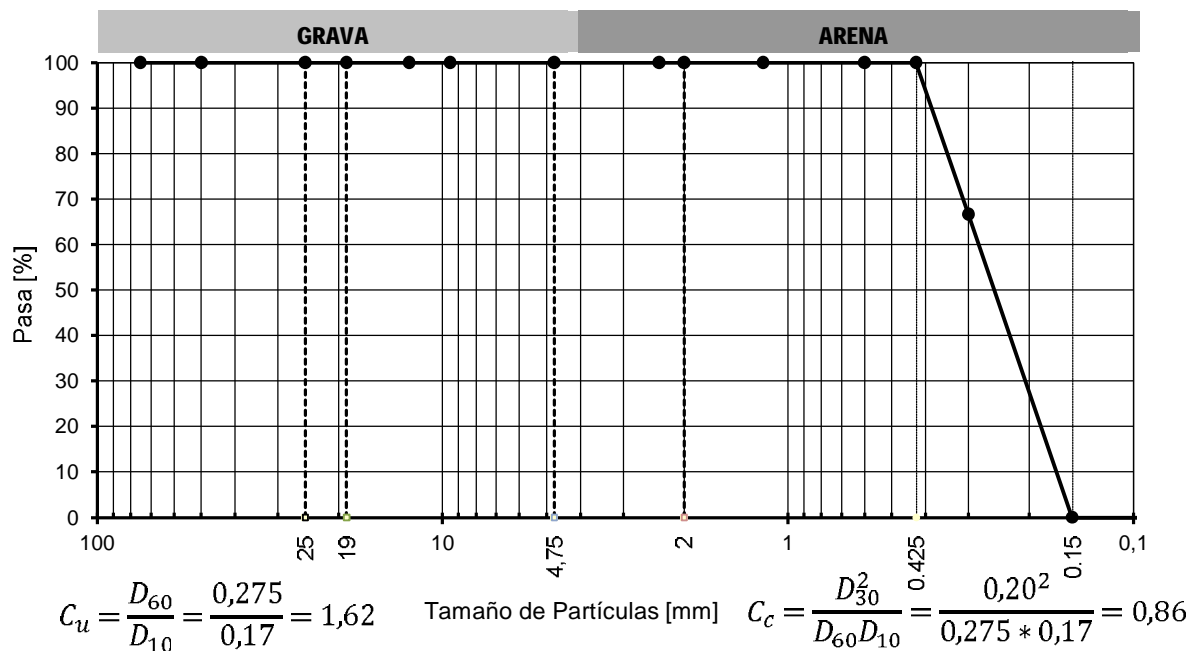 GRAVA ARENA
100
90
80
70
60
50
40
30
20
10
0
Pasa [%]
100 25 19 10 4,75 2 1 0.425 0.15 0,1
Tamaño de Partículas [mm]
C_u = D_60/D_10 = 0,275/0,17 = 1,62
C_c = D_30^2/(D_60 D_10) = 0,20^2/(0,275 * 0,17) = 0,86